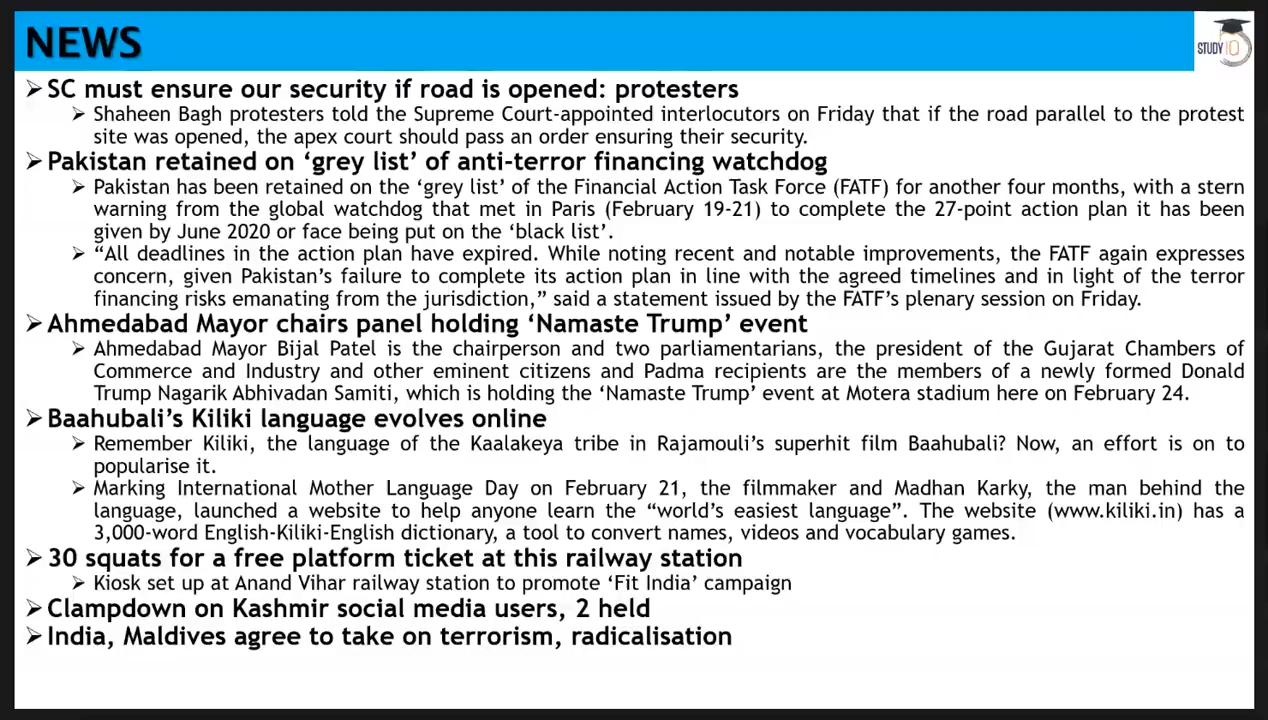 NEWS
STUDY IQ
➢SC must ensure our security if road is opened: protesters
➢ Shaheen Bagh protesters told the Supreme Court-appointed interlocutors on Friday that if the road parallel to the protest
site was opened, the apex court should pass an order ensuring their security.
➢Pakistan retained on ‘grey list’ of anti-terror financing watchdog
➢ Pakistan has been retained on the ‘grey list’ of the Financial Action Task Force (FATF) for another four months, with a stern
warning from the global watchdog that met in Paris (February 19-21) to complete the 27-point action plan it has been
given by June 2020 or face being put on the ‘black list’.
➢ “All deadlines in the action plan have expired. While noting recent and notable improvements, the FATF again expresses
concern, given Pakistan’s failure to complete its action plan in line with the agreed timelines and in light of the terror
financing risks emanating from the jurisdiction,” said a statement issued by the FATF’s plenary session on Friday.
➢Ahmedabad Mayor chairs panel holding ‘Namaste Trump’ event
➢ Ahmedabad Mayor Bijal Patel is the chairperson and two parliamentarians, the president of the Gujarat Chambers of
Commerce and Industry and other eminent citizens and Padma recipients are the members of a newly formed Donald
Trump Nagarik Abhivadan Samiti, which is holding the ‘Namaste Trump’ event at Motera stadium here on February 24.
➢Baahubali’s Kiliki language evolves online
➢ Remember Kiliki, the language of the Kaalakeya tribe in Rajamouli’s superhit film Baahubali? Now, an effort is on to
popularise it.
➢ Marking International Mother Language Day on February 21, the filmmaker and Madhan Karky, the man behind the
language, launched a website to help anyone learn the “world’s easiest language”. The website (www.kiliki.in) has a
3,000-word English-Kiliki-English dictionary, a tool to convert names, videos and vocabulary games.
➢30 squats for a free platform ticket at this railway station
➢ Kiosk set up at Anand Vihar railway station to promote ‘Fit India’ campaign
➢Clampdown on Kashmir social media users, 2 held
➢India, Maldives agree to take on terrorism, radicalisation